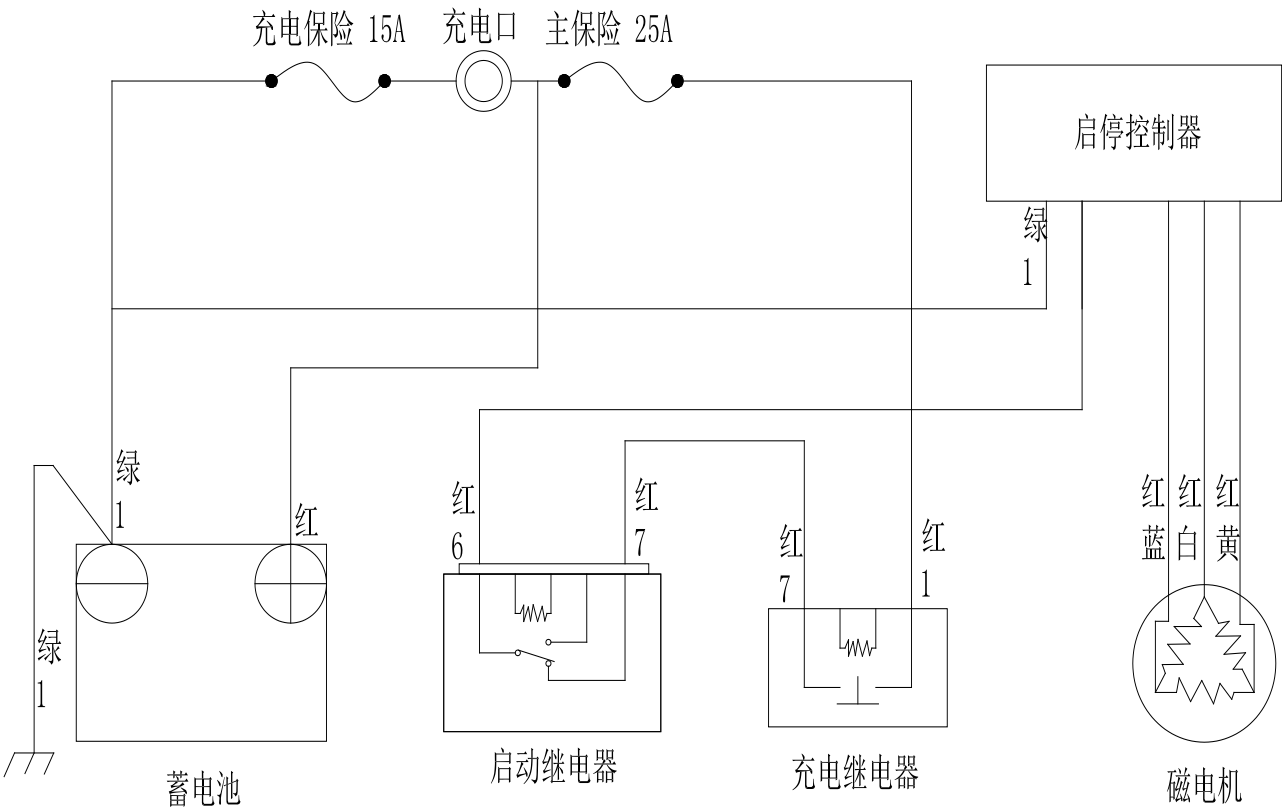 充电保险 15A
充电口
主保险 25A
启停控制器
绿
1
绿
1
红
红
6
红
7
红
7
红
1
红
蓝
红
白
红
黄
绿
1
蓄电池
启动继电器
充电继电器
磁电机